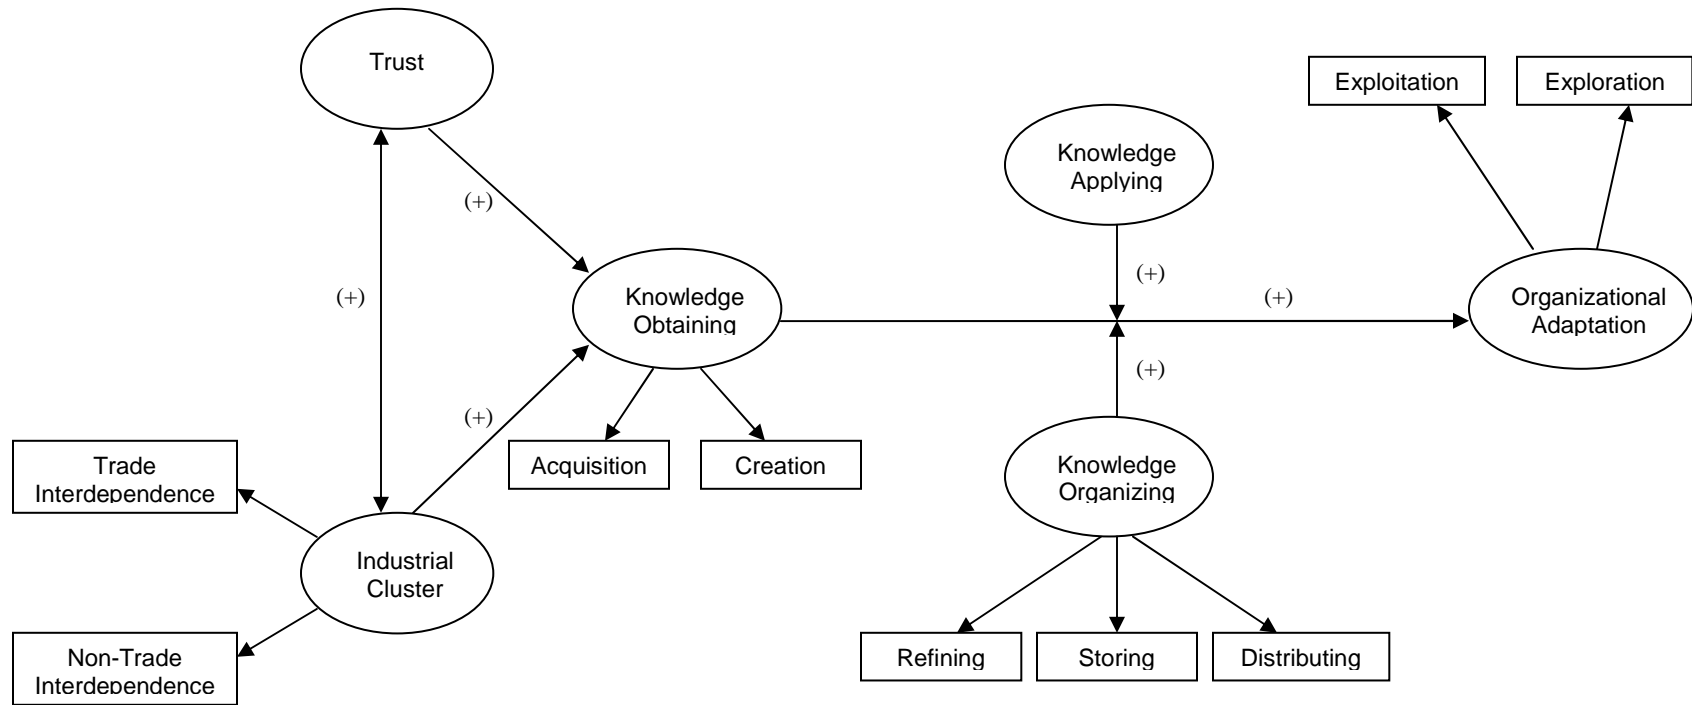 Trust
Exploitation
Exploration
Knowledge
Applying
(+)
(+)
(+)
(+)
Knowledge
Obtaining
Organizational
Adaptation
(+)
(+)
Trade
Interdependence
Acquisition
Creation
Knowledge
Organizing
Industrial
Cluster
Non-Trade
Interdependence
Refining
Storing
Distributing